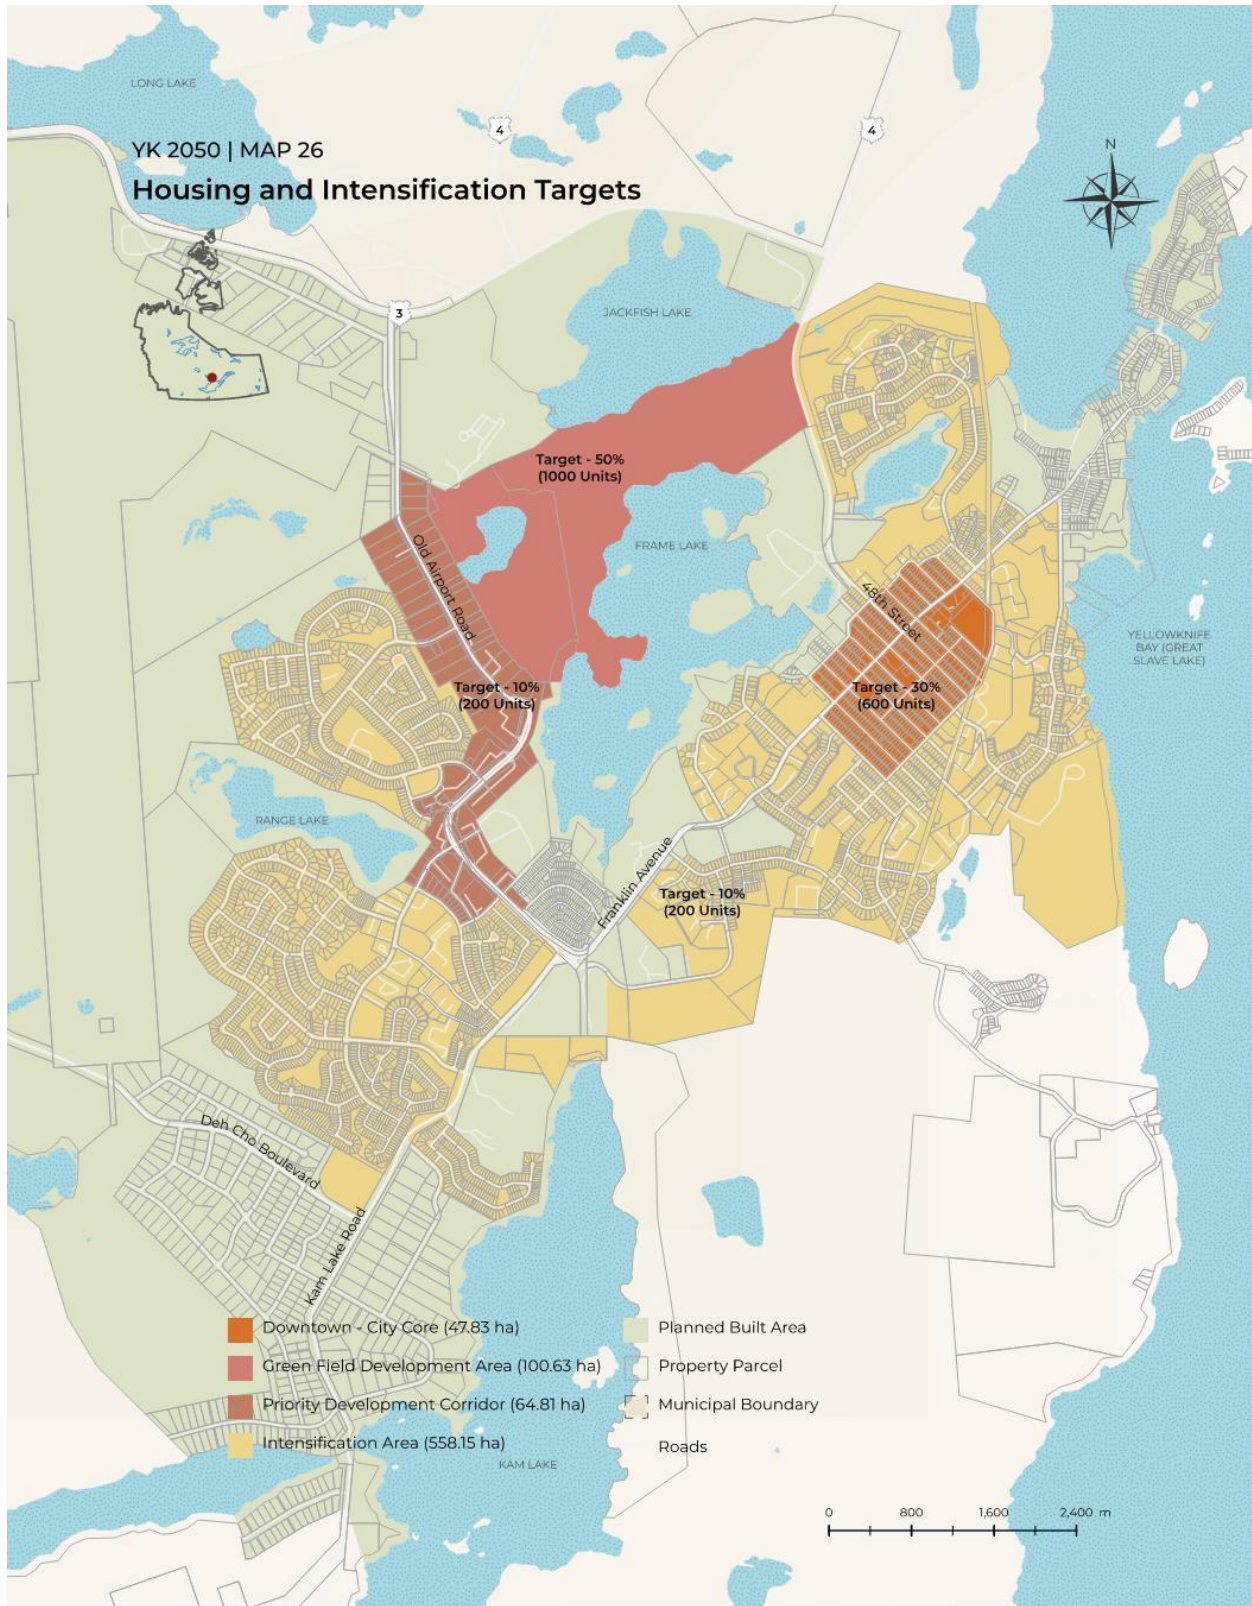 LONG LAKE
4
4
YK 2050 | MAP 26
Housing and Intensification Targets
N
3
JACKFISH LAKE
Target - 50%
(1000 Units)
FRAME LAKE
Old Airport Road
48th Street
YELLOWKNIFE
BAY (GREAT
SLAVE LAKE)
Target - 10%
(200 Units)
Target - 30%
(600 Units)
RANGE LAKE
Franklin Avenue
Target - 10%
(200 Units)
Deh Cho Boulevard
Kam Lake Road
Downtown - City Core (47.83 ha)
Green Field Development Area (100.63 ha)
Priority Development Corridor (64.81 ha)
Intensification Area (558.15 ha)
Planned Built Area
Property Parcel
Municipal Boundary
Roads
KAM LAKE
0 800 1,600 2,400 m